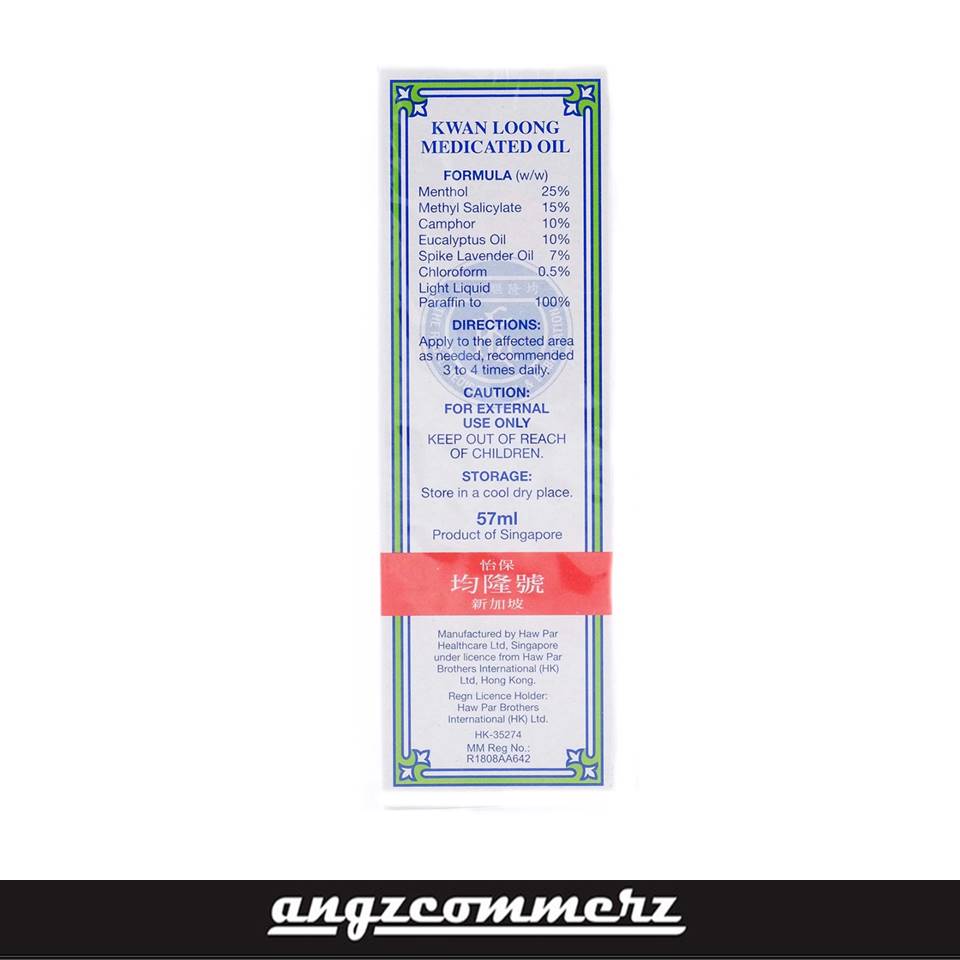 KWAN LOONG
MEDICATED OIL
FORMULA (w/w)
Menthol 25%
Methyl Salicylate 15%
Camphor 10%
Eucalyptus Oil 10%
Spike Lavender Oil 7%
Chloroform 0.5%
Light Liquid
Paraffin to 100%
DIRECTIONS:
Apply to the affected area
as needed, recommended
3 to 4 times daily.
CAUTION:
FOR EXTERNAL
USE ONLY
KEEP OUT OF REACH
OF CHILDREN.
STORAGE:
Store in a cool dry place.
57ml
Product of Singapore
怡保
均隆號
新加坡
Manufactured by Haw Par
Healthcare Ltd, Singapore
under licence from Haw Par
Brothers International (HK)
Ltd, Hong Kong.
Regn Licence Holder:
Haw Par Brothers
International (HK) Ltd.
HK-35274
MM Reg No.:
R1808AA642
angzcommerz